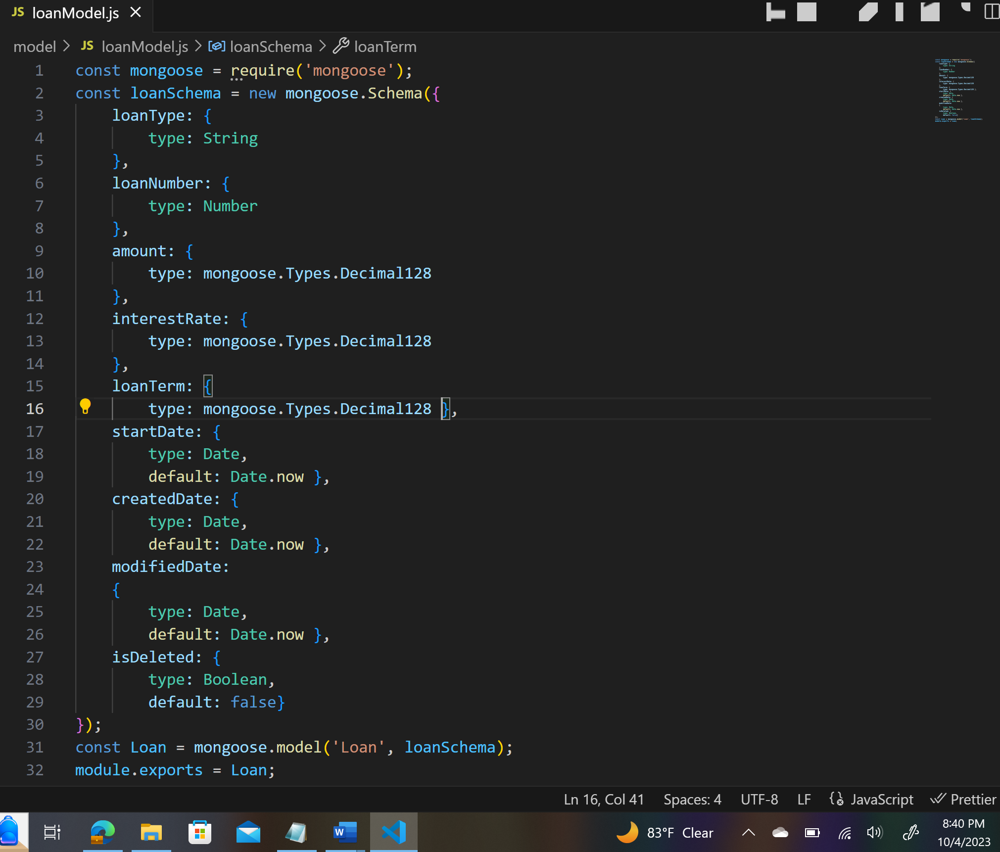 JS loanModel.js
model > JS loanModel.js > loanSchema > loanTerm
1 const mongoose = require('mongoose');
2 const loanSchema = new mongoose.Schema({
3     loanType: {
4         type: String
5     },
6     loanNumber: {
7         type: Number
8     },
9     amount: {
10         type: mongoose.Types.Decimal128
11     },
12     interestRate: {
13         type: mongoose.Types.Decimal128
14     },
15     loanTerm: {
16         type: mongoose.Types.Decimal128 },
17     startDate: {
18         type: Date,
19         default: Date.now },
20     createdDate: {
21         type: Date,
22         default: Date.now },
23     modifiedDate:
24     {
25         type: Date,
26         default: Date.now },
27     isDeleted: {
28         type: Boolean,
29         default: false}
30 });
31 const Loan = mongoose.model('Loan', loanSchema);
32 module.exports = Loan;
Ln 16, Col 41 Spaces: 4 UTF-8 LF JavaScript Prettier
W 83°F Clear 8:40 PM
10/4/2023